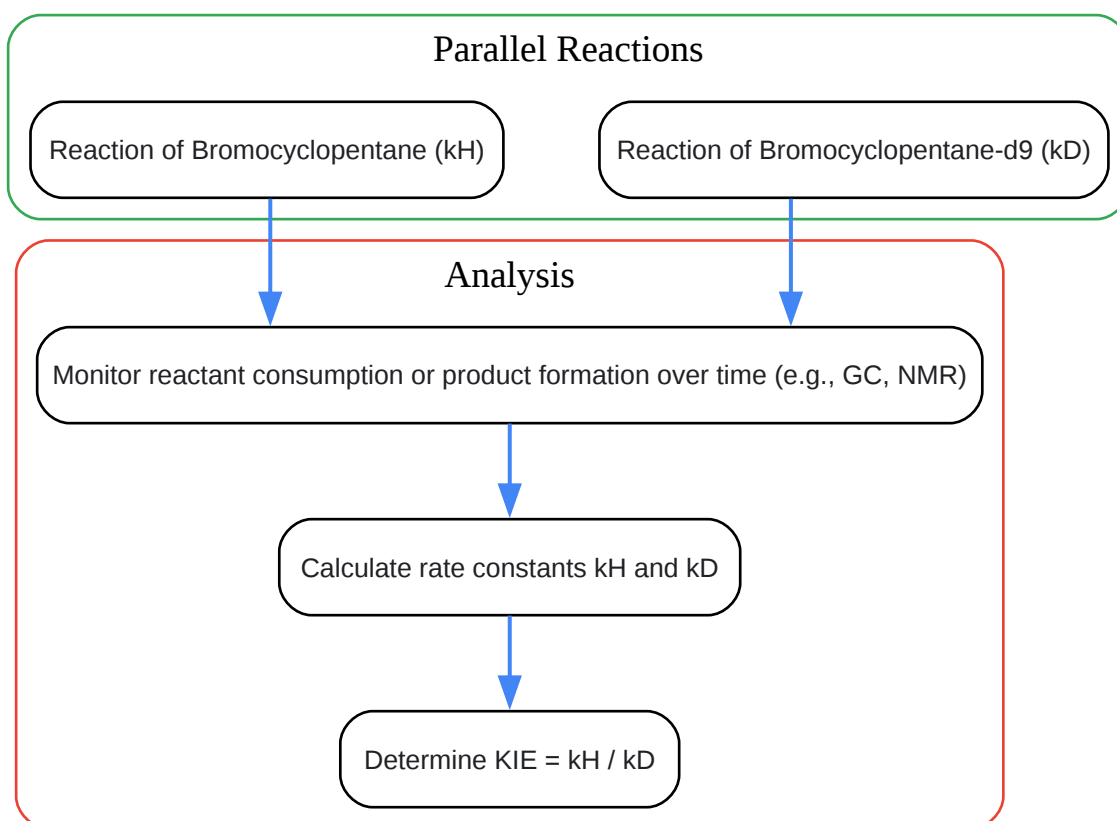 Parallel Reactions
Reaction of Bromocyclopentane (kH)
Reaction of Bromocyclopentane-d9 (kD)
Analysis
Monitor reactant consumption or product formation over time (e.g., GC, NMR)
Calculate rate constants kH and kD
Determine KIE = kH / kD